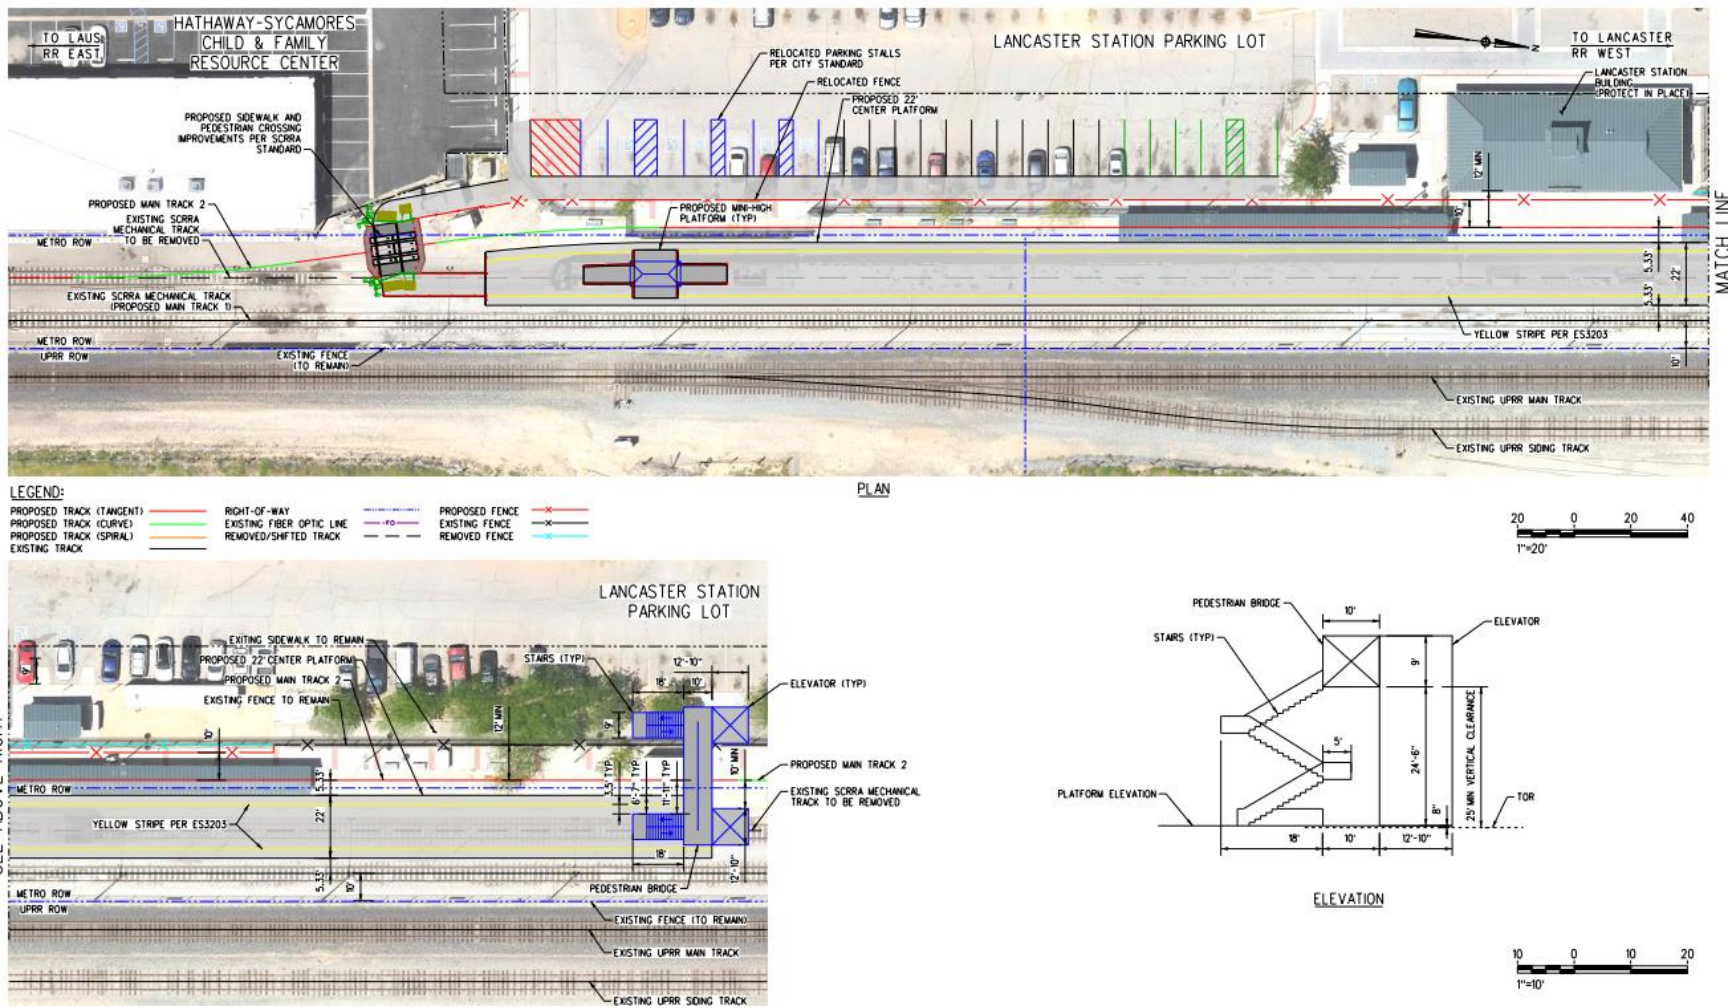 HATHAWAY-SYCAMORES
CHILD & FAMILY
RESOURCE CENTER
TO LAUS
RR EAST
LANCASTER STATION PARKING LOT
N
TO LANCASTER
RR WEST
RELOCATED PARKING STALLS
PER CITY STANDARD
RELOCATED FENCE
PROPOSED 22'
CENTER PLATFORM
LANCASTER STATION
BUILDING
(PROTECT IN PLACE)
PROPOSED SIDEWALK AND
PEDESTRIAN CROSSING
IMPROVEMENTS PER SCRRA
STANDARD
12' MIN
10'
PROPOSED MAIN TRACK 2
EXISTING SCRRA
MECHANICAL TRACK
TO BE REMOVED
METRO ROW
PROPOSED MINI-HIGH
PLATFORM (TYP)
MATCH LINE
5.33'
22'
5.33'
EXISTING SCRRA MECHANICAL TRACK
(PROPOSED MAIN TRACK 1)
YELLOW STRIPE PER ES3203
METRO ROW
UPRR ROW
EXISTING FENCE
(TO REMAIN)
10'
EXISTING UPRR MAIN TRACK
EXISTING UPRR SIDING TRACK
PLAN
LEGEND:
PROPOSED TRACK (TANGENT)
PROPOSED TRACK (CURVE)
PROPOSED TRACK (SPIRAL)
EXISTING TRACK
RIGHT-OF-WAY
EXISTING FIBER OPTIC LINE
FO
REMOVED/SHIFTED TRACK
PROPOSED FENCE
EXISTING FENCE
REMOVED FENCE
20 0 20 40
1"=20'
LANCASTER STATION
PARKING LOT
EXITING SIDEWALK TO REMAIN
PROPOSED 22' CENTER PLATFORM
PROPOSED MAIN TRACK 2
EXISTING FENCE TO REMAIN
9'
STAIRS (TYP)
12'-10"
18'
10'
ELEVATOR (TYP)
9'
10'
12' MIN
3.5' TYP
6'-7" TYP
11'-11" TYP
10' MIN
PROPOSED MAIN TRACK 2
EXISTING SCRRA MECHANICAL
TRACK TO BE REMOVED
METRO ROW
5.33'
22'
YELLOW STRIPE PER ES3203
18'
12'-10"
5.33'
10'
PEDESTRIAN BRIDGE
METRO ROW
UPRR ROW
EXISTING FENCE (TO REMAIN)
EXISTING UPRR MAIN TRACK
EXISTING UPRR SIDING TRACK
PEDESTRIAN BRIDGE
10'
ELEVATOR
STAIRS (TYP)
9'
5'
24'-6"
25' MIN VERTICAL CLEARANCE
PLATFORM ELEVATION
8"
TOR
18'
10'
12'-10"
ELEVATION
10 0 10 20
1"=10'